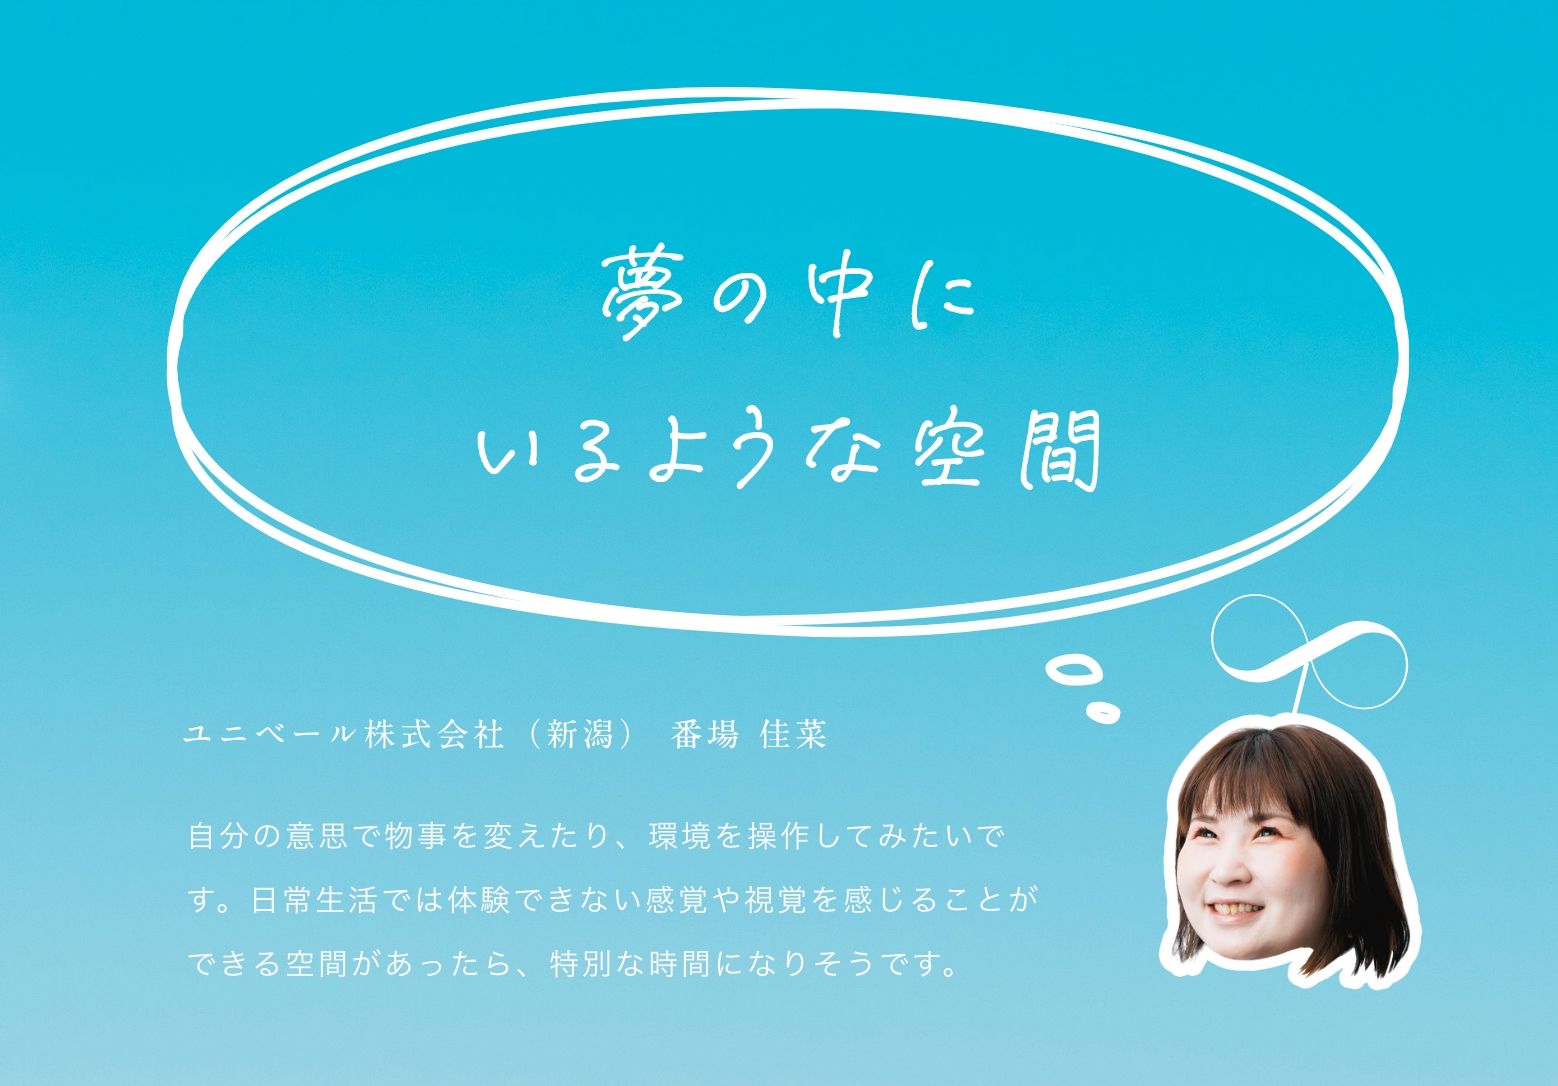 夢の中に
いるような空間
ユニベール株式会社（新潟） 番場 佳菜
自分の意思で物事を変えたり、環境を操作してみたいで
す。日常生活では体験できない感覚や視覚を感じることが
できる空間があったら、特別な時間になりそうです。